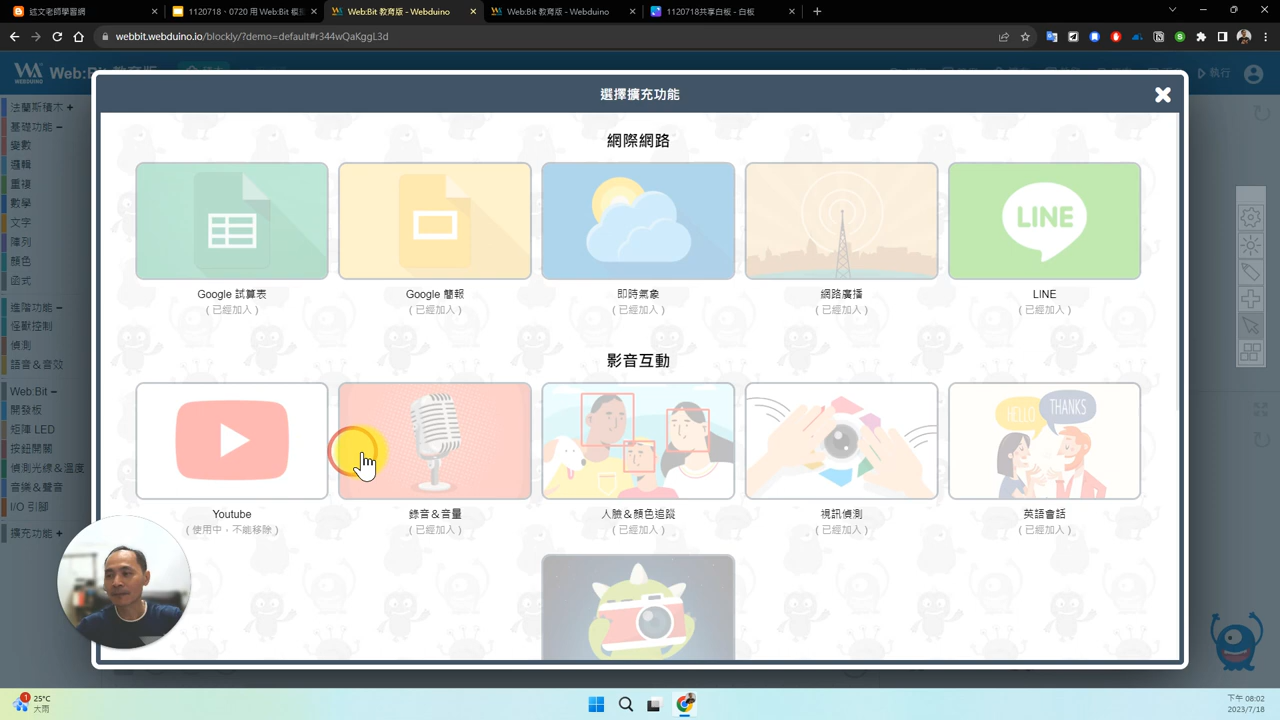 述文老師學習網
1120718、0720 用 Web:Bit 模
Web:Bit 教育版 - Webduino
Web:Bit 教育版 - Webduino
1120718共享白板 - 白板
webbit.webduino.io/blockly/?demo=default#r344wQaKggL3d
WEBDUINO
Web:Bit 教育版
執行
選擇擴充功能
法蘭斯積木
基礎功能
變數
邏輯
重複
數學
文字
陣列
顏色
函式
進階功能
怪獸控制
偵測
語音＆音效
Web:Bit
開發板
矩陣 LED
按鈕開關
偵測光線＆溫度
音樂＆聲音
I/O 引腳
擴充功能
網際網路
LINE
Google 試算表
( 已經加入 )
Google 簡報
( 已經加入 )
即時氣象
( 已經加入 )
網路廣播
( 已經加入 )
LINE
( 已經加入 )
影音互動
HELLO
THANKS
Youtube
( 使用中，不能移除 )
錄音＆音量
( 已經加入 )
人臉＆顏色追蹤
( 已經加入 )
視訊偵測
( 已經加入 )
英語會話
( 已經加入 )
1
25°C
大雨
下午 08:02
2023/7/18